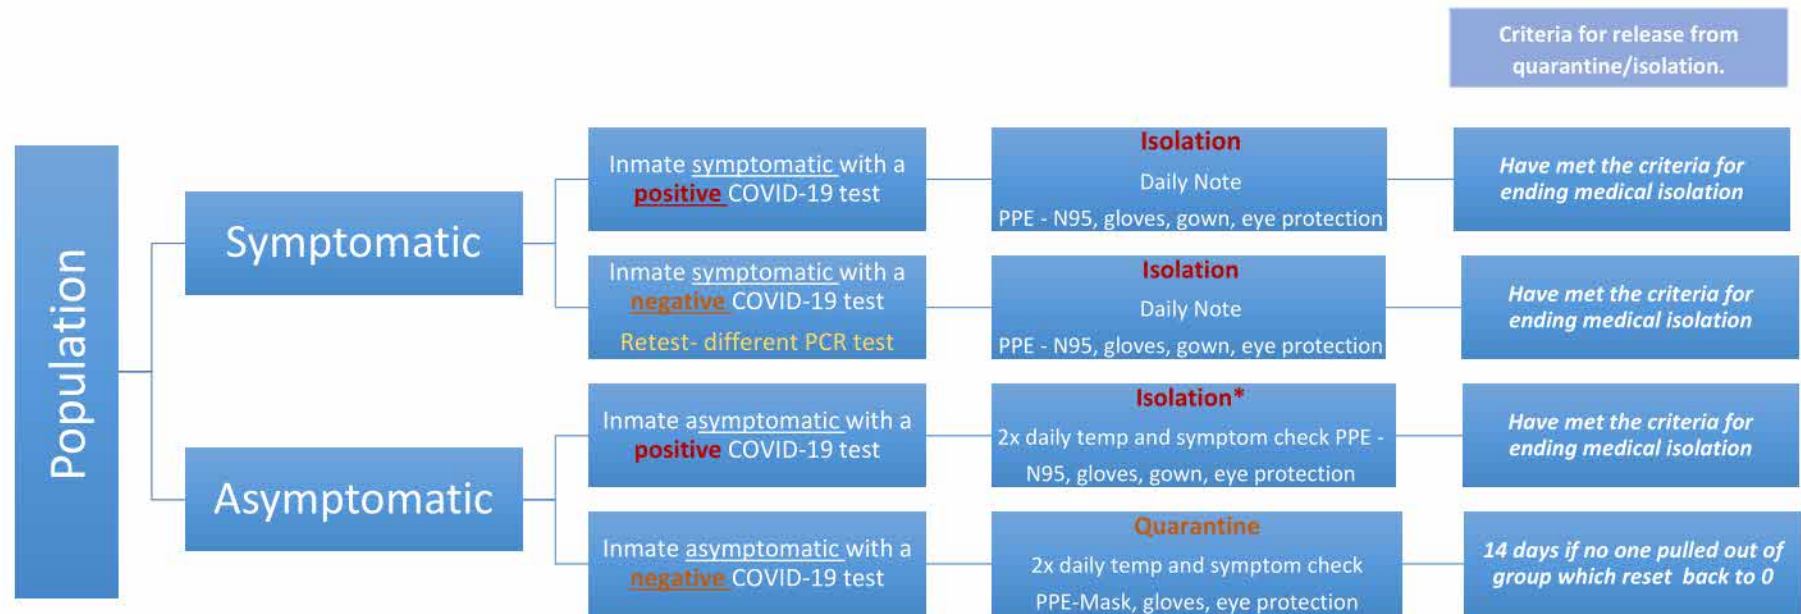 Criteria for release from
quarantine/isolation.
Population
Symptomatic
Inmate symptomatic with a
positive COVID-19 test
Isolation
Daily Note
PPE - N95, gloves, gown, eye protection
Have met the criteria for
ending medical isolation
Inmate symptomatic with a
negative COVID-19 test
Retest- different PCR test
Isolation
Daily Note
PPE - N95, gloves, gown, eye protection
Have met the criteria for
ending medical isolation
Asymptomatic
Inmate asymptomatic with a
positive COVID-19 test
Isolation*
2x daily temp and symptom check PPE -
N95, gloves, gown, eye protection
Have met the criteria for
ending medical isolation
Inmate asymptomatic with a
negative COVID-19 test
Quarantine
2x daily temp and symptom check
PPE-Mask, gloves, eye protection
14 days if no one pulled out of
group which reset back to 0